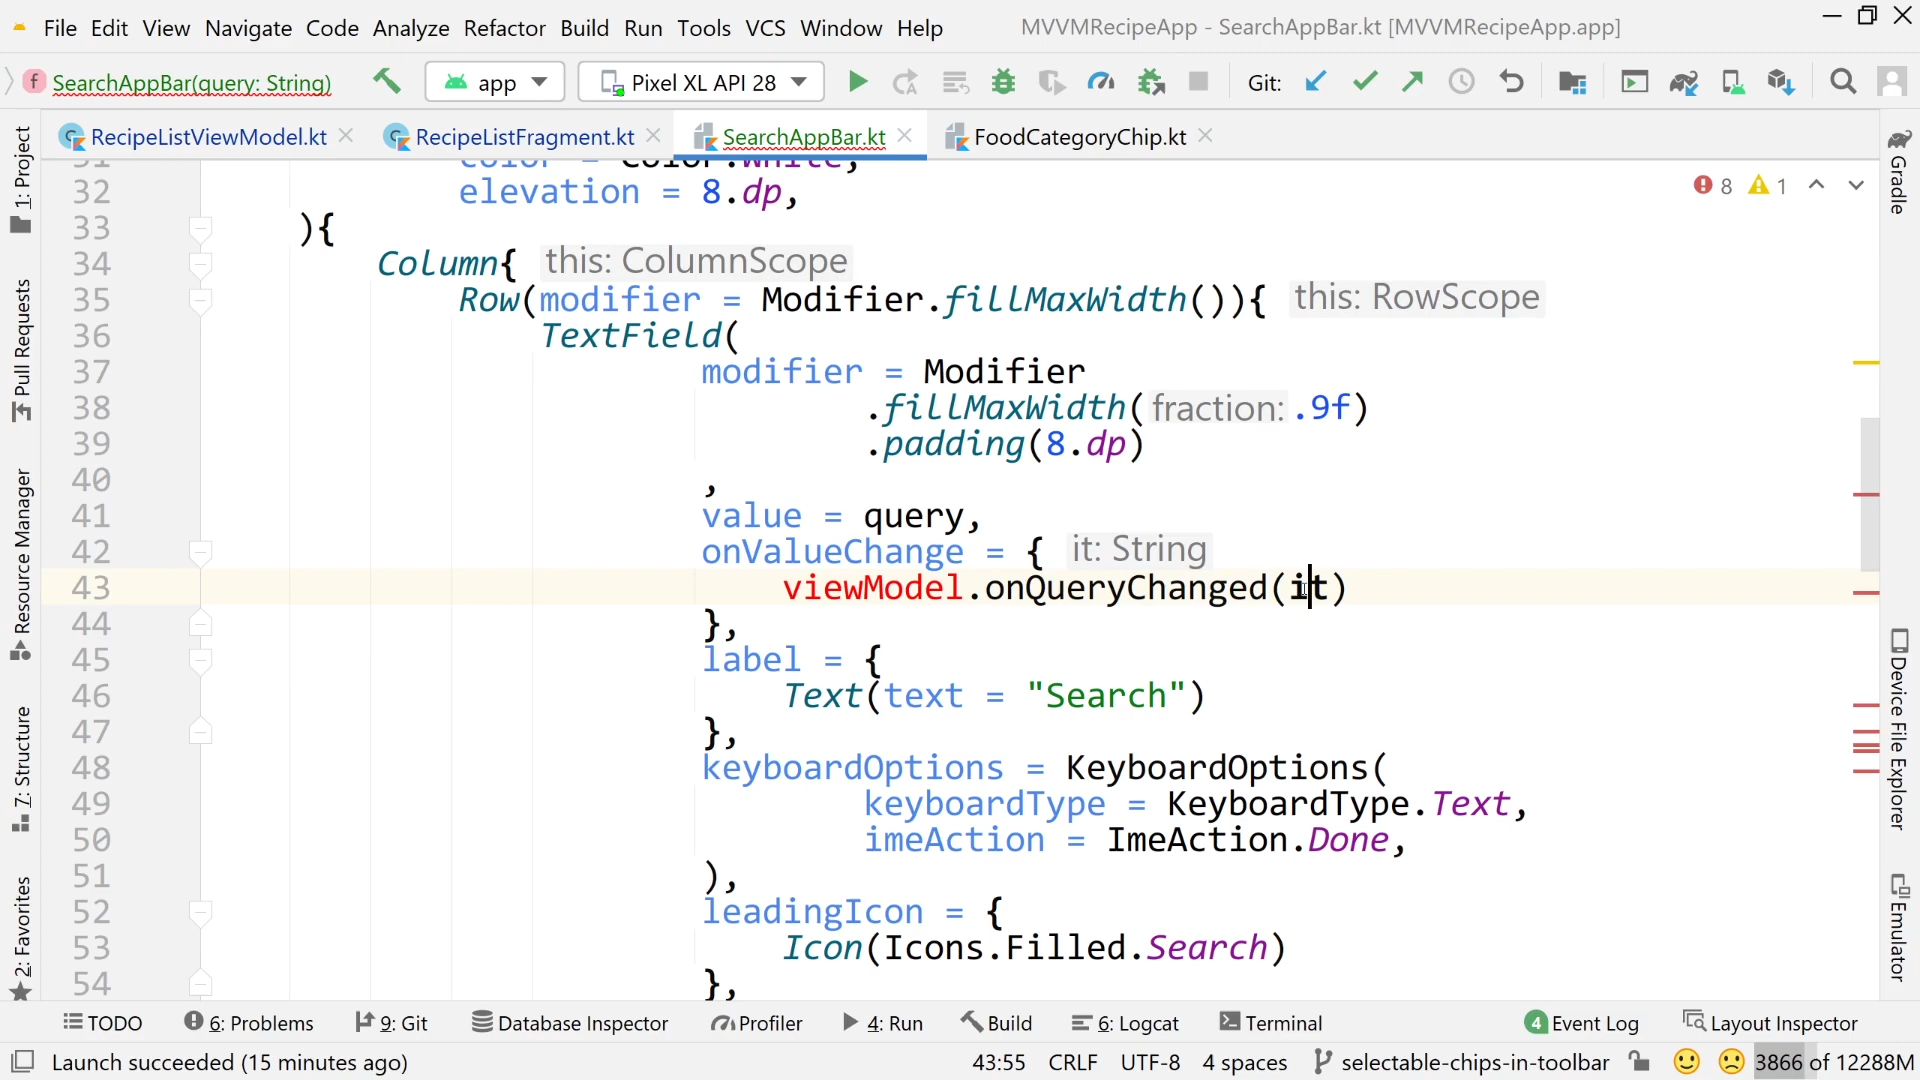 File Edit View Navigate Code Analyze Refactor Build Run Tools VCS Window Help MVVMRecipeApp - SearchAppBar.kt [MVVMRecipeApp.app]
f SearchAppBar(query: String) app Pixel XL API 28 Git:
RecipeListViewModel.kt RecipeListFragment.kt SearchAppBar.kt FoodCategoryChip.kt
31 color = Color.White,
32 elevation = 8.dp,
33 ){
34 Column{ this: ColumnScope
35 Row(modifier = Modifier.fillMaxWidth()){ this: RowScope
36 TextField(
37 modifier = Modifier
38 .fillMaxWidth( fraction: .9f)
39 .padding(8.dp)
40 ,
41 value = query,
42 onValueChange = { it: String
43 viewModel.onQueryChanged(it)
44 },
45 label = {
46 Text(text = "Search")
47 },
48 keyboardOptions = KeyboardOptions(
49 keyboardType = KeyboardType.Text,
50 imeAction = ImeAction.Done,
51 ),
52 leadingIcon = {
53 Icon(Icons.Filled.Search)
54 },
8 1
1: Project
Pull Requests
Resource Manager
7: Structure
2: Favorites
Gradle
Device File Explorer
Emulator
TODO 6: Problems 9: Git Database Inspector Profiler 4: Run Build 6: Logcat Terminal 4 Event Log Layout Inspector
Launch succeeded (15 minutes ago) 43:55 CRLF UTF-8 4 spaces selectable-chips-in-toolbar 3866 of 12288M